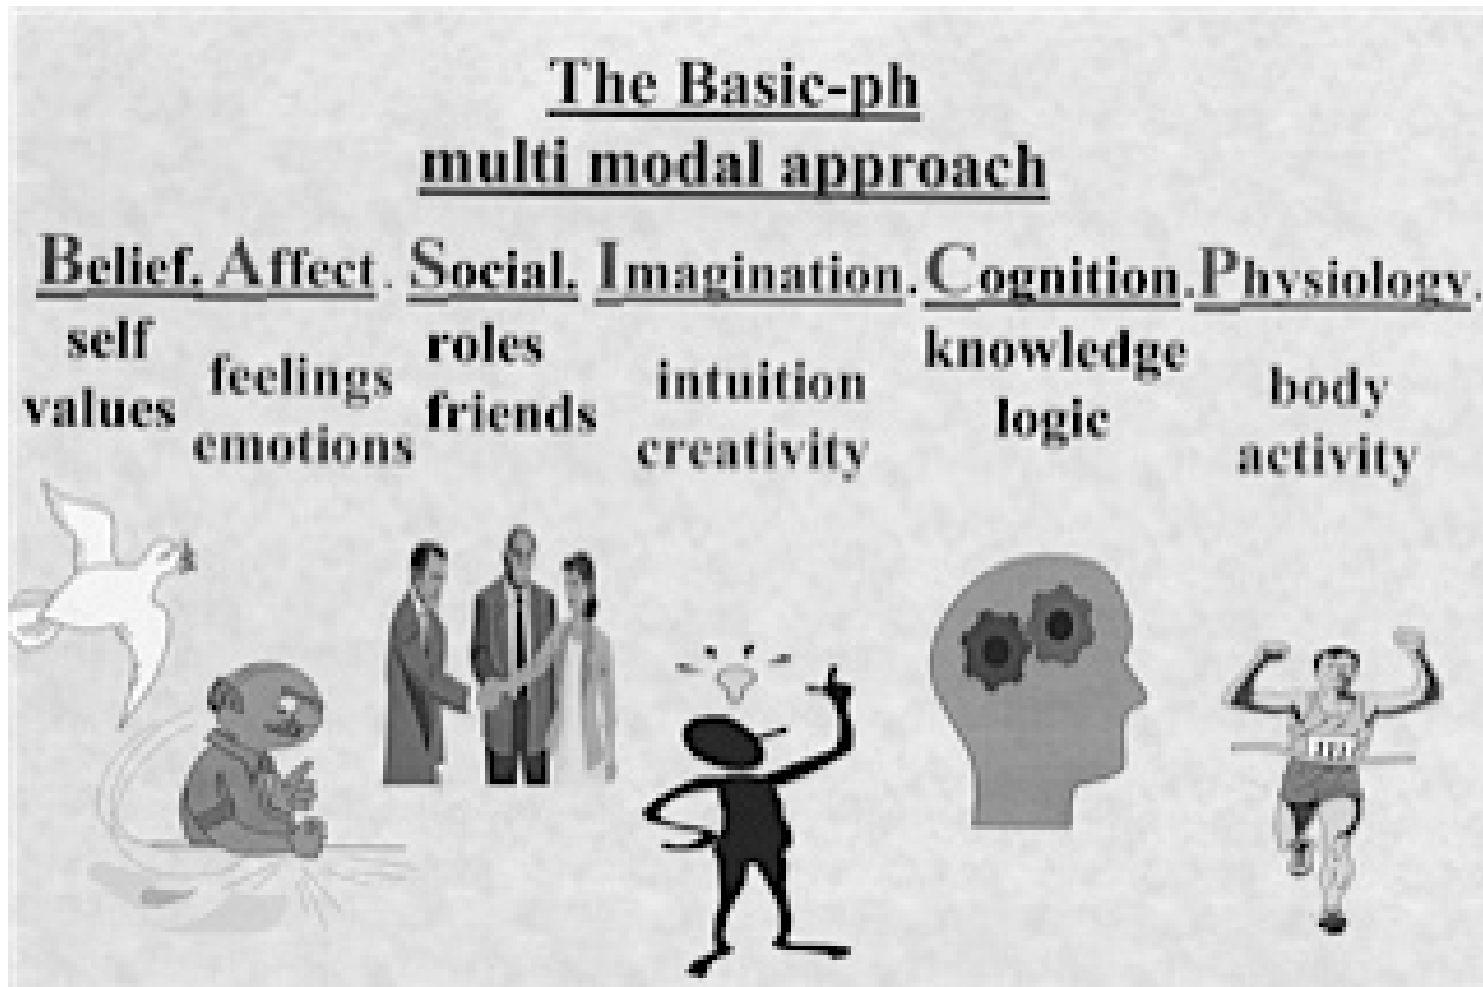 The Basic-ph
multi modal approach
Belief. Affect. Social. Imagination. Cognition. Physiology.
self feelings roles intuition knowledge body
values emotions friends creativity logic activity